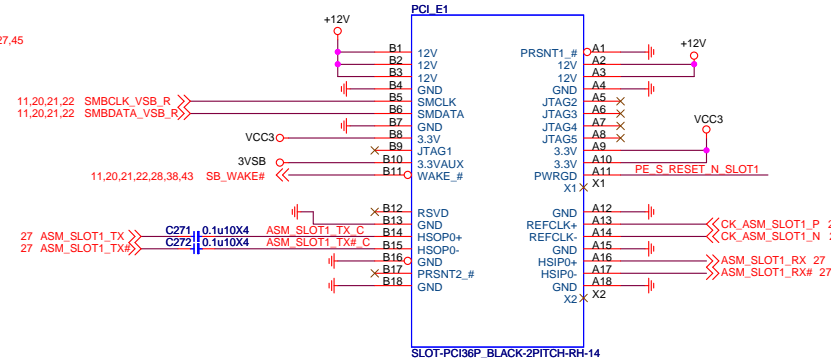 PCI_E1
27,45
+12V
B1 12V PRSNT1_# A1
B2 12V 12V A2 +12V
B3 12V 12V A3
B4 GND GND A4
11,20,21,22 SMBCLK_VSB_R B5 SMCLK JTAG2 A5
11,20,21,22 SMBDATA_VSB_R B6 SMDATA JTAG3 A6
B7 GND JTAG4 A7
VCC3 B8 3.3V JTAG5 A8 VCC3
B9 JTAG1 3.3V A9
3VSB B10 3.3VAUX 3.3V A10
11,20,21,22,28,38,43 SB_WAKE# B11 WAKE_# PWRGD A11 PE_S_RESET_N_SLOT1
X1 X1
B12 RSVD GND A12
B13 GND REFCLK+ A13 CK_ASM_SLOT1_P 2
27 ASM_SLOT1_TX C271 0.1u10X4 ASM_SLOT1_TX_C B14 HSOP0+ REFCLK- A14 CK_ASM_SLOT1_N 2
27 ASM_SLOT1_TX# C272 0.1u10X4 ASM_SLOT1_TX#_C B15 HSOP0- GND A15
B16 GND HSIP0+ A16 ASM_SLOT1_RX 27
B17 PRSNT2_# HSIP0- A17 ASM_SLOT1_RX# 27
B18 GND GND A18
X2 X2
SLOT-PCI36P_BLACK-2PITCH-RH-14